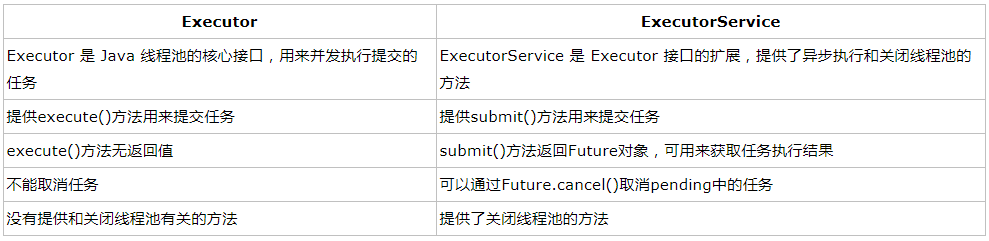 Executor
ExecutorService
Executor 是 Java 线程池的核心接口，用来并发执行提交的
任务
ExecutorService 是 Executor 接口的扩展，提供了异步执行和关闭线程池的
方法
提供execute()方法用来提交任务
提供submit()方法用来提交任务
execute()方法无返回值
submit()方法返回Future对象，可用来获取任务执行结果
不能取消任务
可以通过Future.cancel()取消pending中的任务
没有提供和关闭线程池有关的方法
提供了关闭线程池的方法